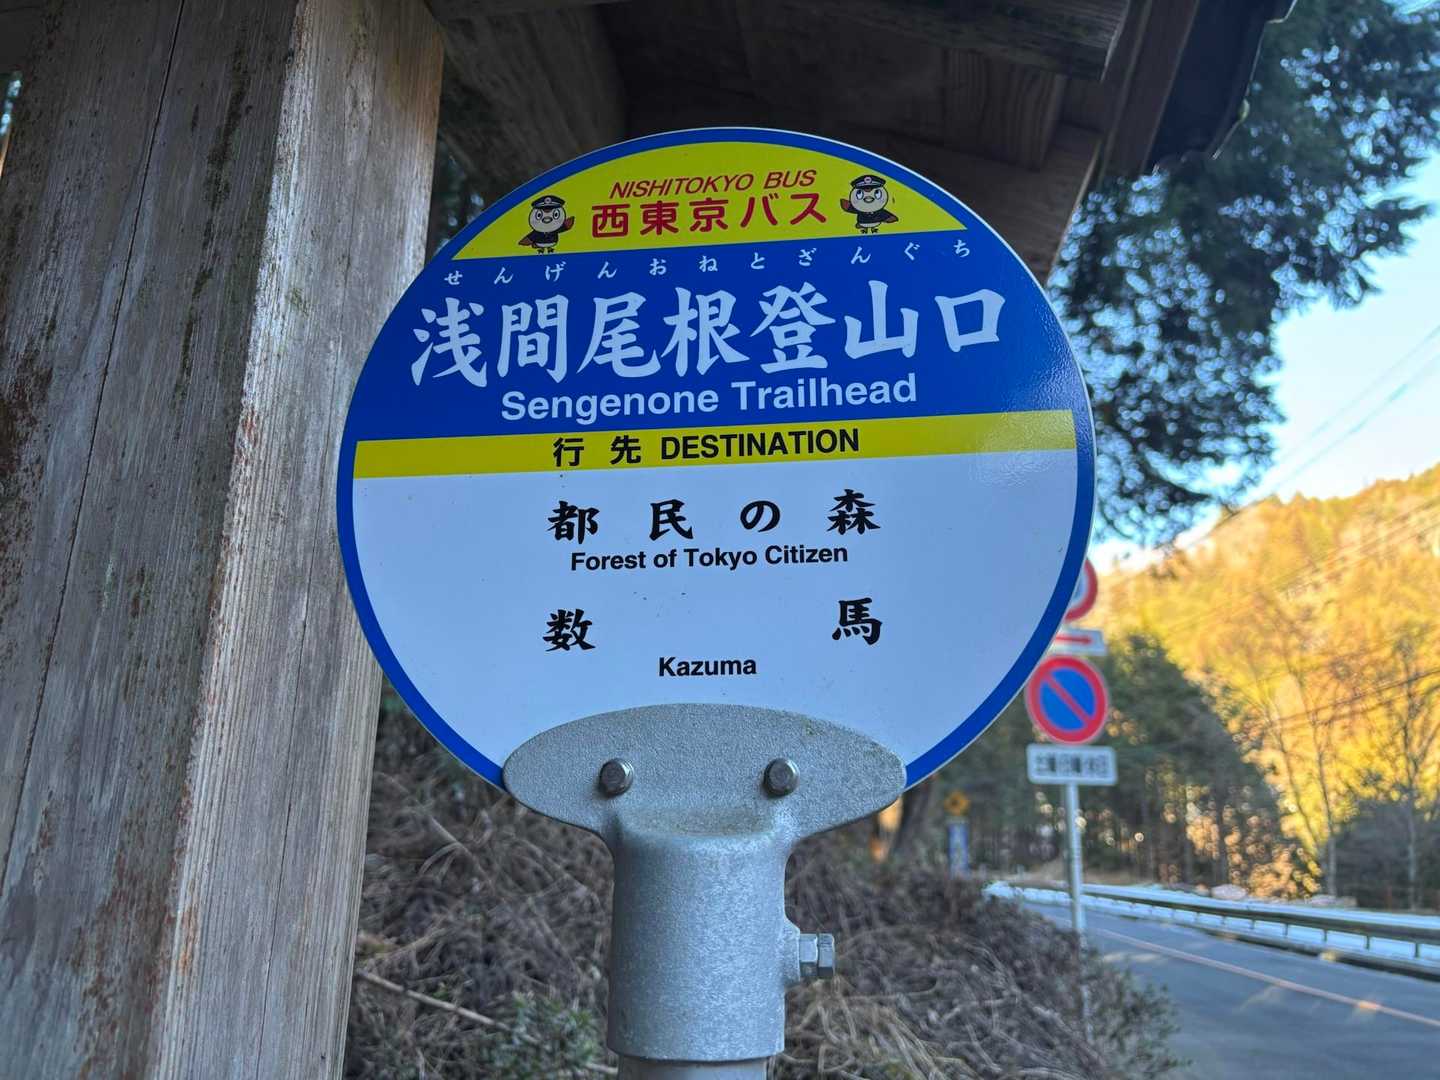 NISHITOKYO BUS
西東京バス
せんげんおねとざんぐち
浅間尾根登山口
Sengenone Trailhead
行先 DESTINATION
都民の森
Forest of Tokyo Citizen
数馬
Kazuma